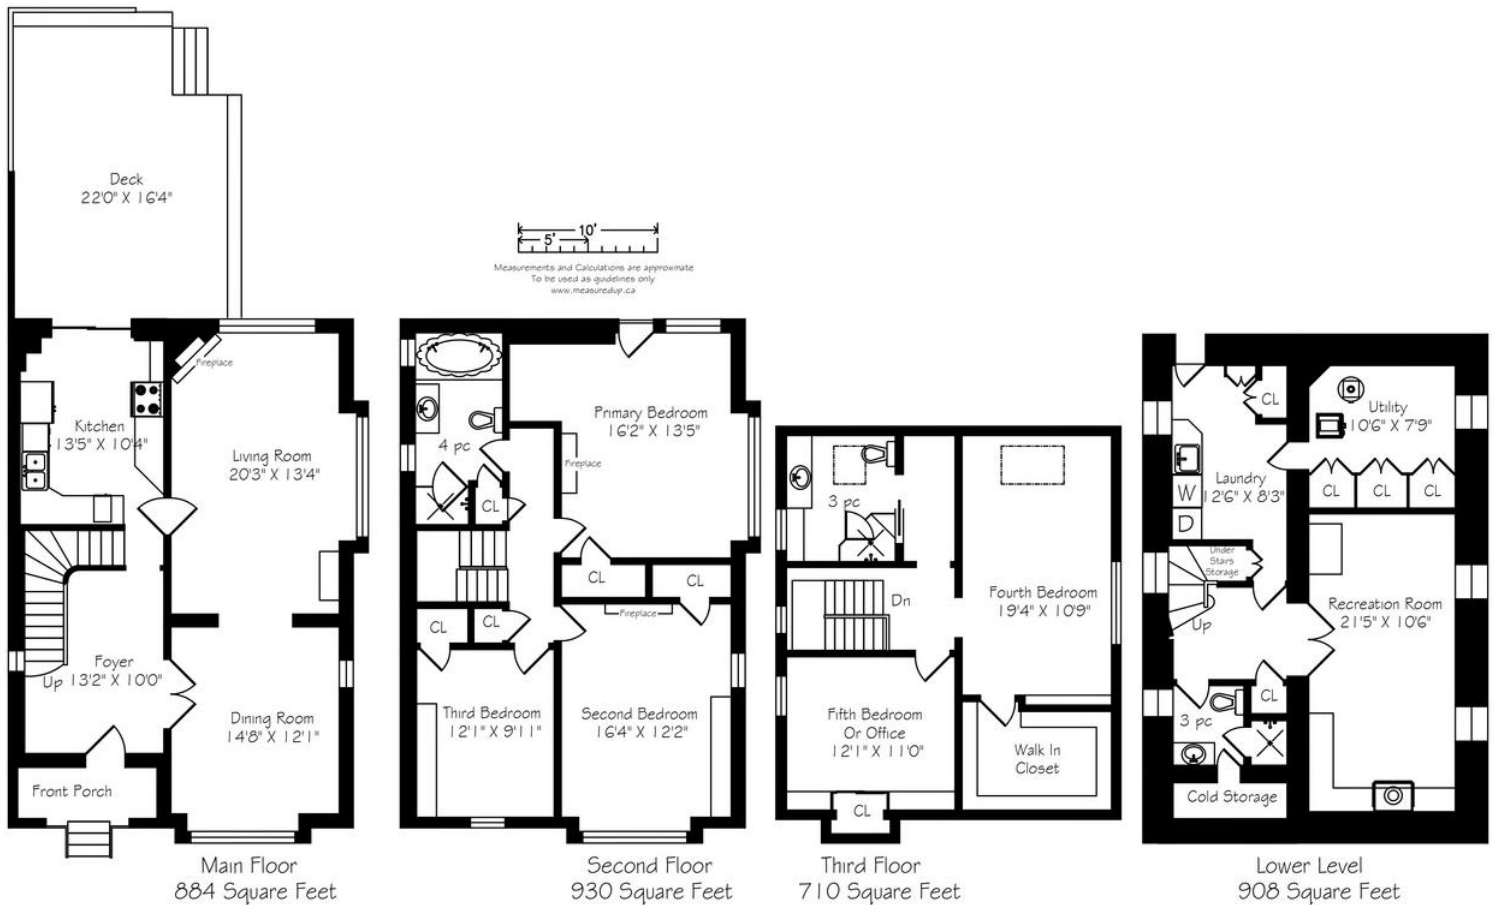 Deck
22'0" X 16'4"
Fireplace
Kitchen
13'5" X 10'4"
Living Room
20'3" X 13'4"
Foyer
Up
13'2" X 10'0"
Dining Room
14'8" X 12'1"
Front Porch
Main Floor
884 Square Feet
10'
5'
Measurements and Calculations are approximate
To be used as guidelines only
www.measuredup.ca
Primary Bedroom
16'2" X 13'5"
4 pc
Fireplace
CL
CL
CL
CL
CL
Fireplace
Third Bedroom
12'1" X 9'11"
Second Bedroom
16'4" X 12'2"
Second Floor
930 Square Feet
3 pc
Dn
Fourth Bedroom
19'4" X 10'9"
Fifth Bedroom
Or Office
12'1" X 11'0"
Walk In
Closet
CL
Third Floor
710 Square Feet
CL
Utility
10'6" X 7'9"
Laundry
12'6" X 8'3"
W
D
CL
CL
CL
Under
Stairs
Storage
Up
Recreation Room
21'5" X 10'6"
CL
3 pc
Cold Storage
Lower Level
908 Square Feet